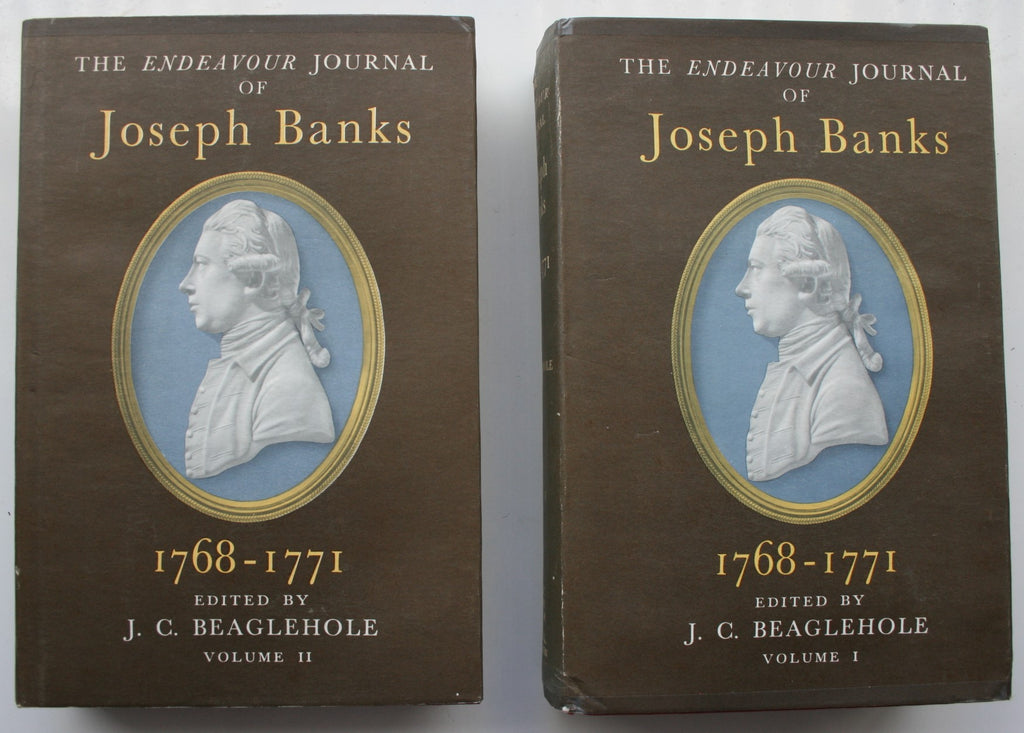 THE ENDEAVOUR JOURNAL
OF
Joseph Banks
1768-1771
EDITED BY
J. C. BEAGLEHOLE
VOLUME II
THE ENDEAVOUR JOURNAL
OF
Joseph Banks
1768-1771
EDITED BY
J. C. BEAGLEHOLE
VOLUME I